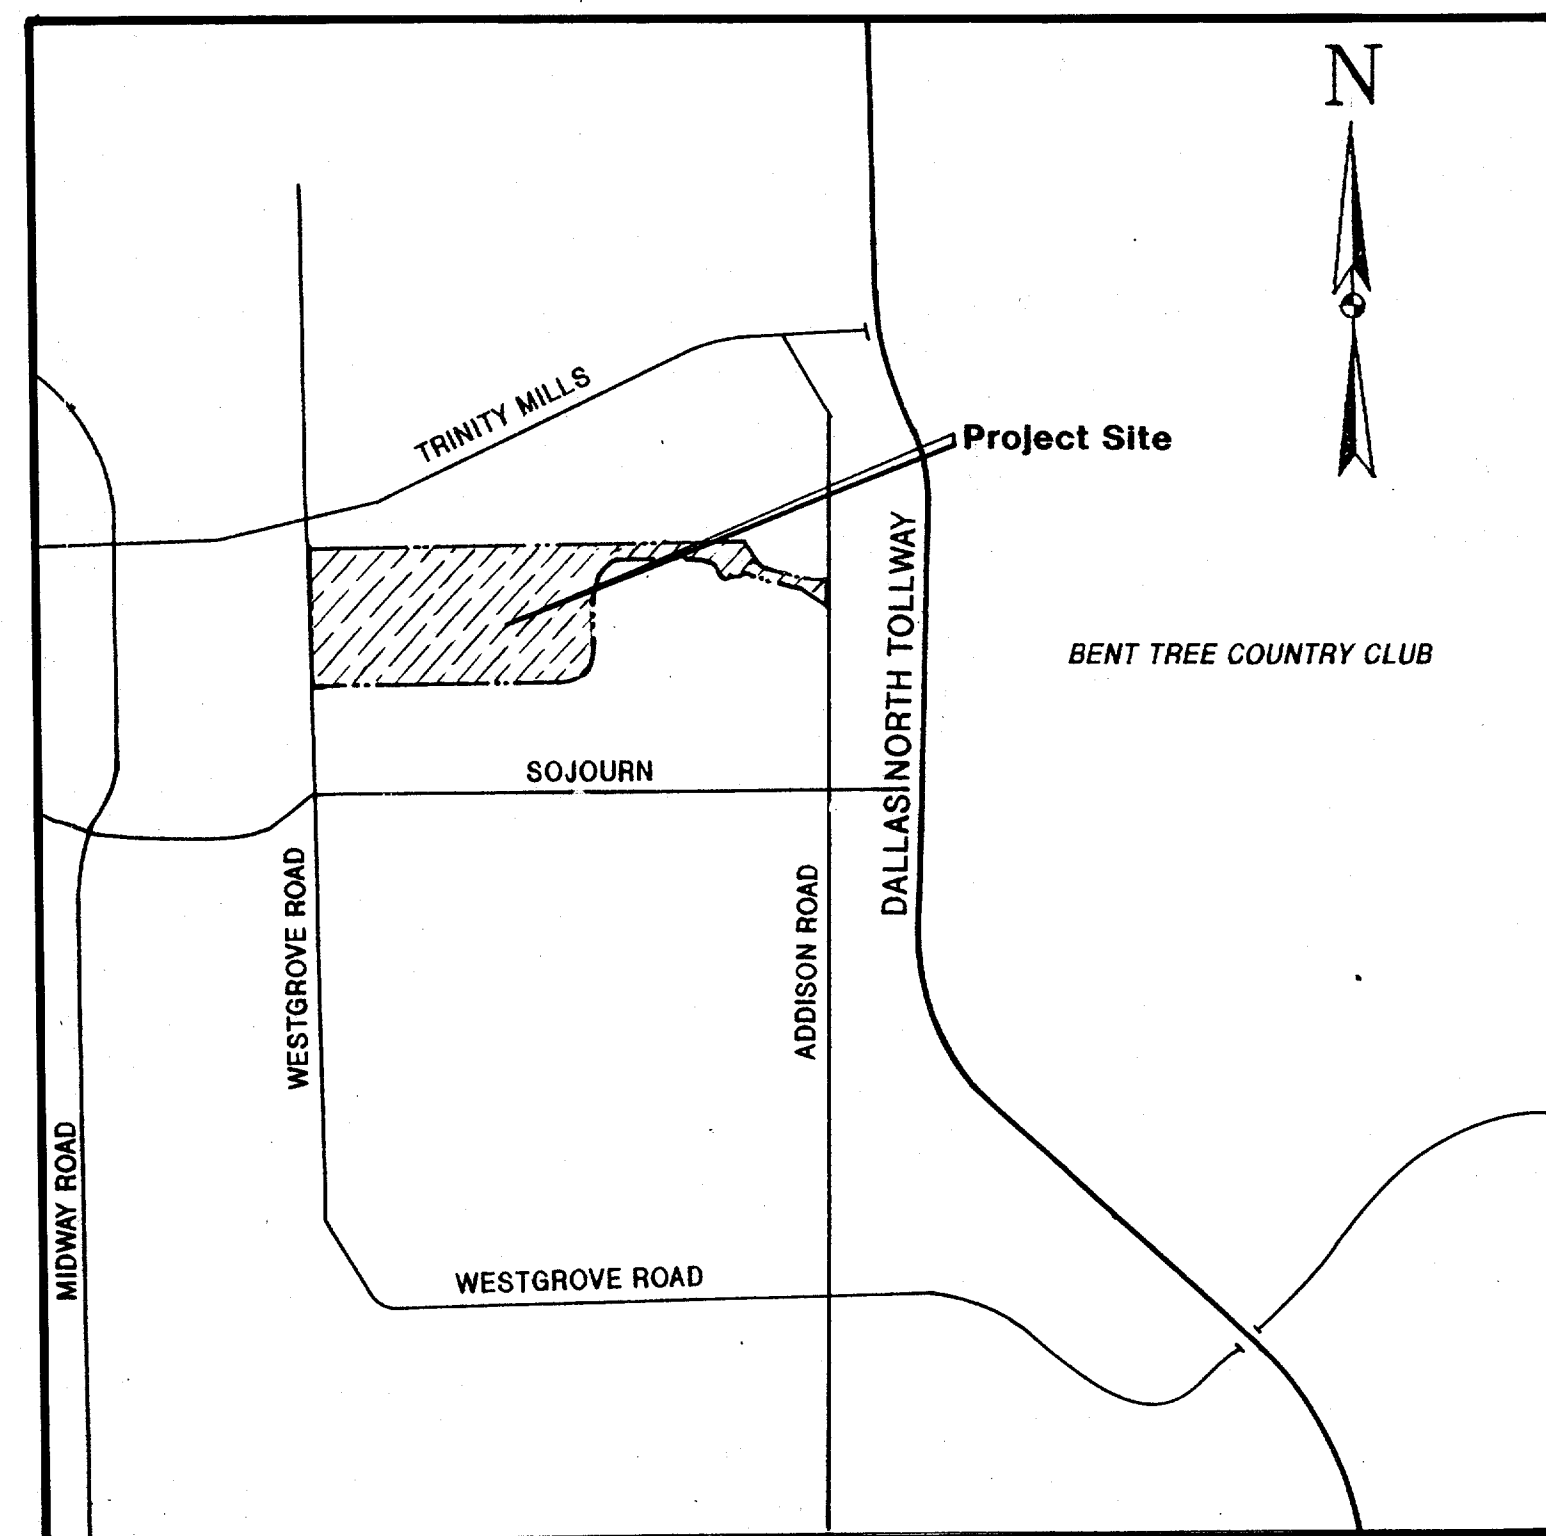 N
TRINITY MILLS
Project Site
DALLAS NORTH TOLLWAY
BENT TREE COUNTRY CLUB
SOJOURN
WESTGROVE ROAD
ADDISON ROAD
MIDWAY ROAD
WESTGROVE ROAD